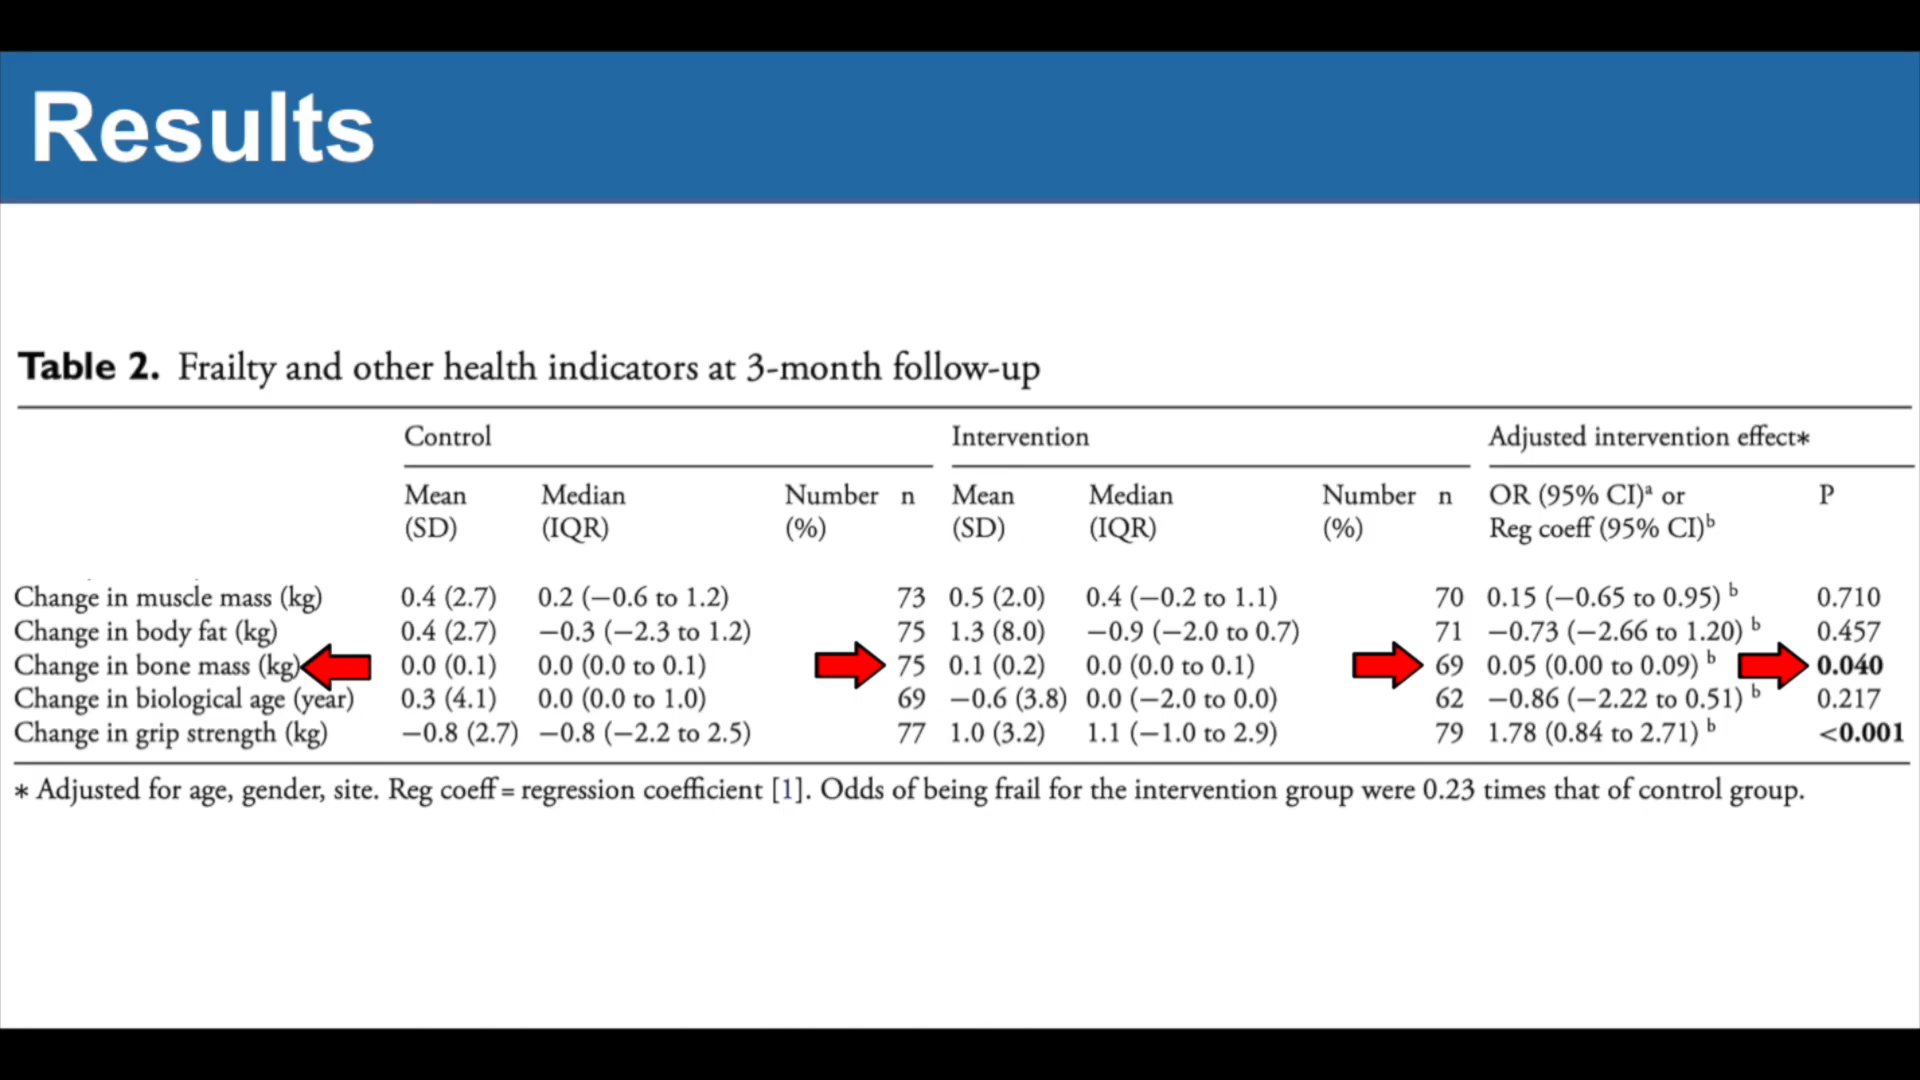 Results
Table 2. Frailty and other health indicators at 3-month follow-up
Control Intervention Adjusted intervention effect*
Mean Median Number n Mean Median Number n OR (95% CI)ᵃ or P
(SD) (IQR) (%) (SD) (IQR) (%) Reg coeff (95% CI)ᵇ
Change in muscle mass (kg) 0.4 (2.7) 0.2 (−0.6 to 1.2) 73 0.5 (2.0) 0.4 (−0.2 to 1.1) 70 0.15 (−0.65 to 0.95) ᵇ 0.710
Change in body fat (kg) 0.4 (2.7) −0.3 (−2.3 to 1.2) 75 1.3 (8.0) −0.9 (−2.0 to 0.7) 71 −0.73 (−2.66 to 1.20) ᵇ 0.457
Change in bone mass (kg) 0.0 (0.1) 0.0 (0.0 to 0.1) 75 0.1 (0.2) 0.0 (0.0 to 0.1) 69 0.05 (0.00 to 0.09) ᵇ 0.040
Change in biological age (year) 0.3 (4.1) 0.0 (0.0 to 1.0) 69 −0.6 (3.8) 0.0 (−2.0 to 0.0) 62 −0.86 (−2.22 to 0.51) ᵇ 0.217
Change in grip strength (kg) −0.8 (2.7) −0.8 (−2.2 to 2.5) 77 1.0 (3.2) 1.1 (−1.0 to 2.9) 79 1.78 (0.84 to 2.71) ᵇ <0.001
* Adjusted for age, gender, site. Reg coeff = regression coefficient [1]. Odds of being frail for the intervention group were 0.23 times that of control group.